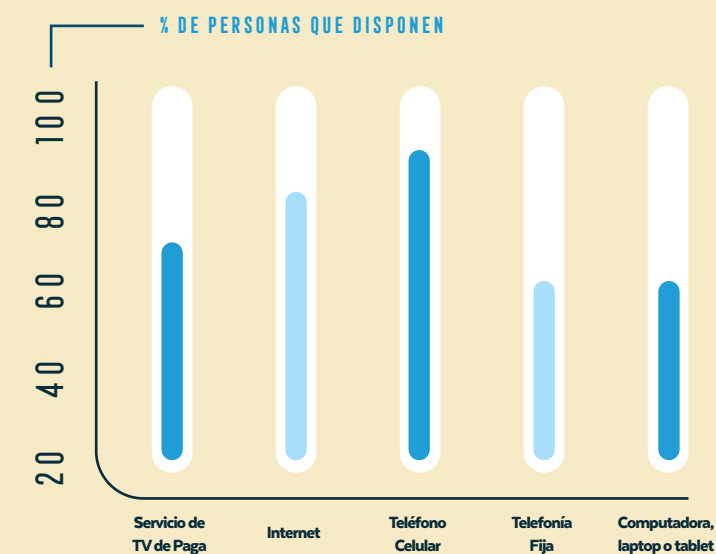 % DE PERSONAS QUE DISPONEN
100
80
60
40
20
Servicio de
TV de Paga
Internet
Teléfono
Celular
Telefonía
Fija
Computadora,
laptop o tablet